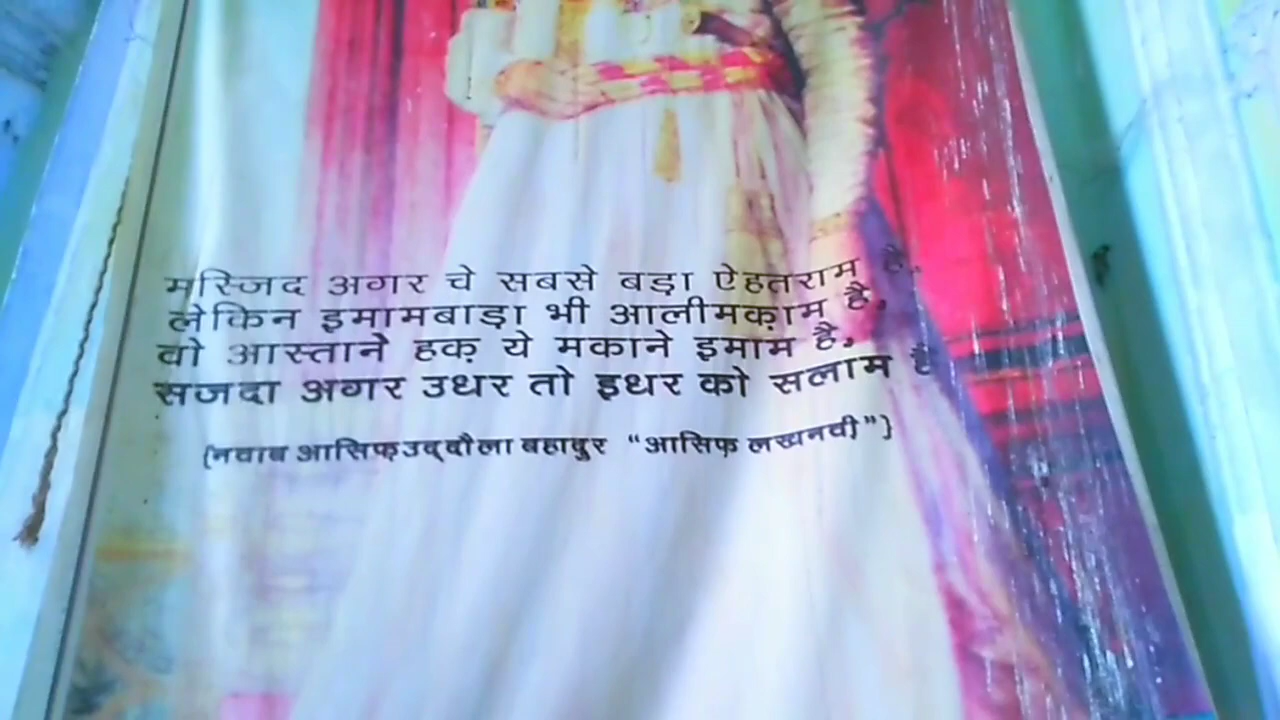 मस्जिद अगर चे सबसे बड़ा ऐहतराम है,
लेकिन इमामबाड़ा भी आलीमक़ाम है,
वो आस्ताने हक़ ये मकाने इमाम है,
सजदा अगर उधर तो इधर को सलाम है
{नवाब आसिफ़उद्दौला बहादुर “आसिफ़ लखनवी”}